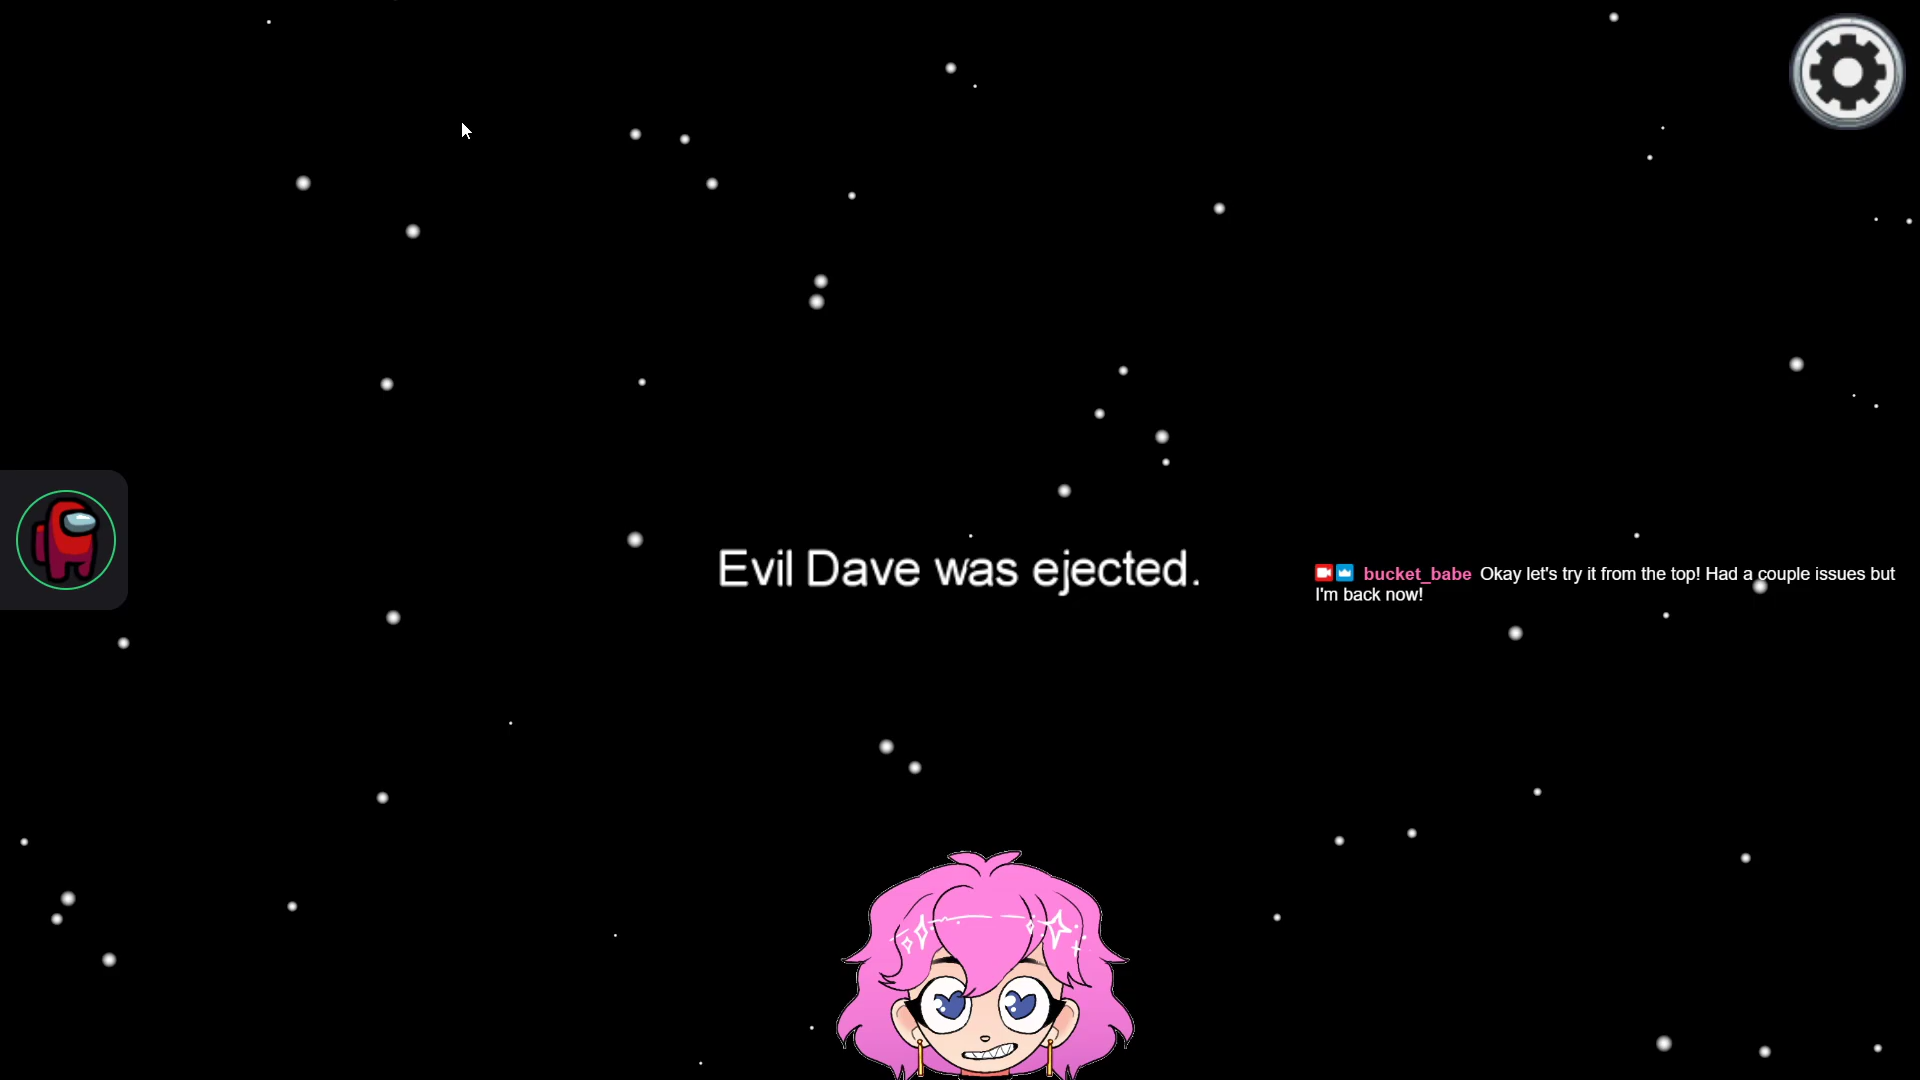 Evil Dave was ejected.
bucket_babe Okay let's try it from the top! Had a couple issues but
I'm back now!